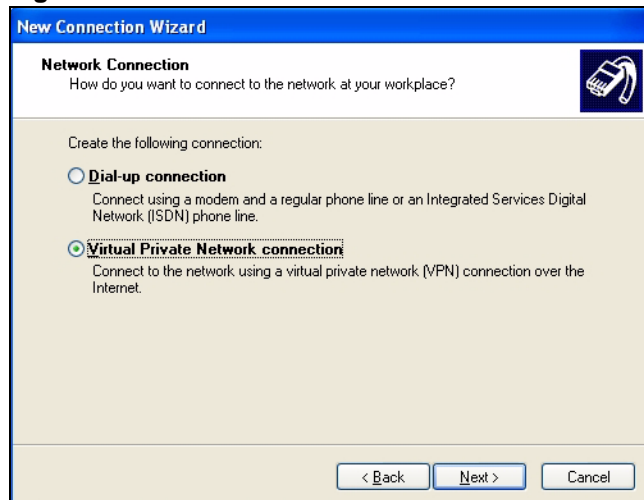 New Connection Wizard
Network Connection
How do you want to connect to the network at your workplace?
Create the following connection:
Dial-up connection
Connect using a modem and a regular phone line or an Integrated Services Digital
Network (ISDN) phone line.
Virtual Private Network connection
Connect to the network using a virtual private network (VPN) connection over the
Internet.
< Back
Next >
Cancel